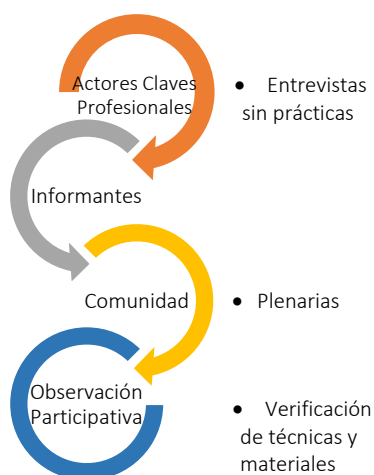 Actores Claves
Profesionales
• Entrevistas
sin prácticas
Informantes
Comunidad
• Plenarias
Observación
Participativa
• Verificación
de técnicas y
materiales